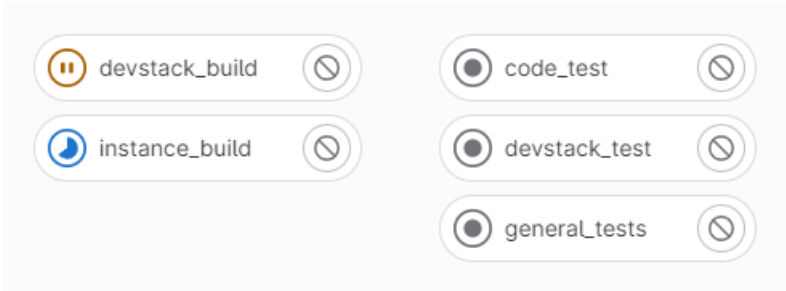 devstack_build
instance_build
code_test
devstack_test
general_tests